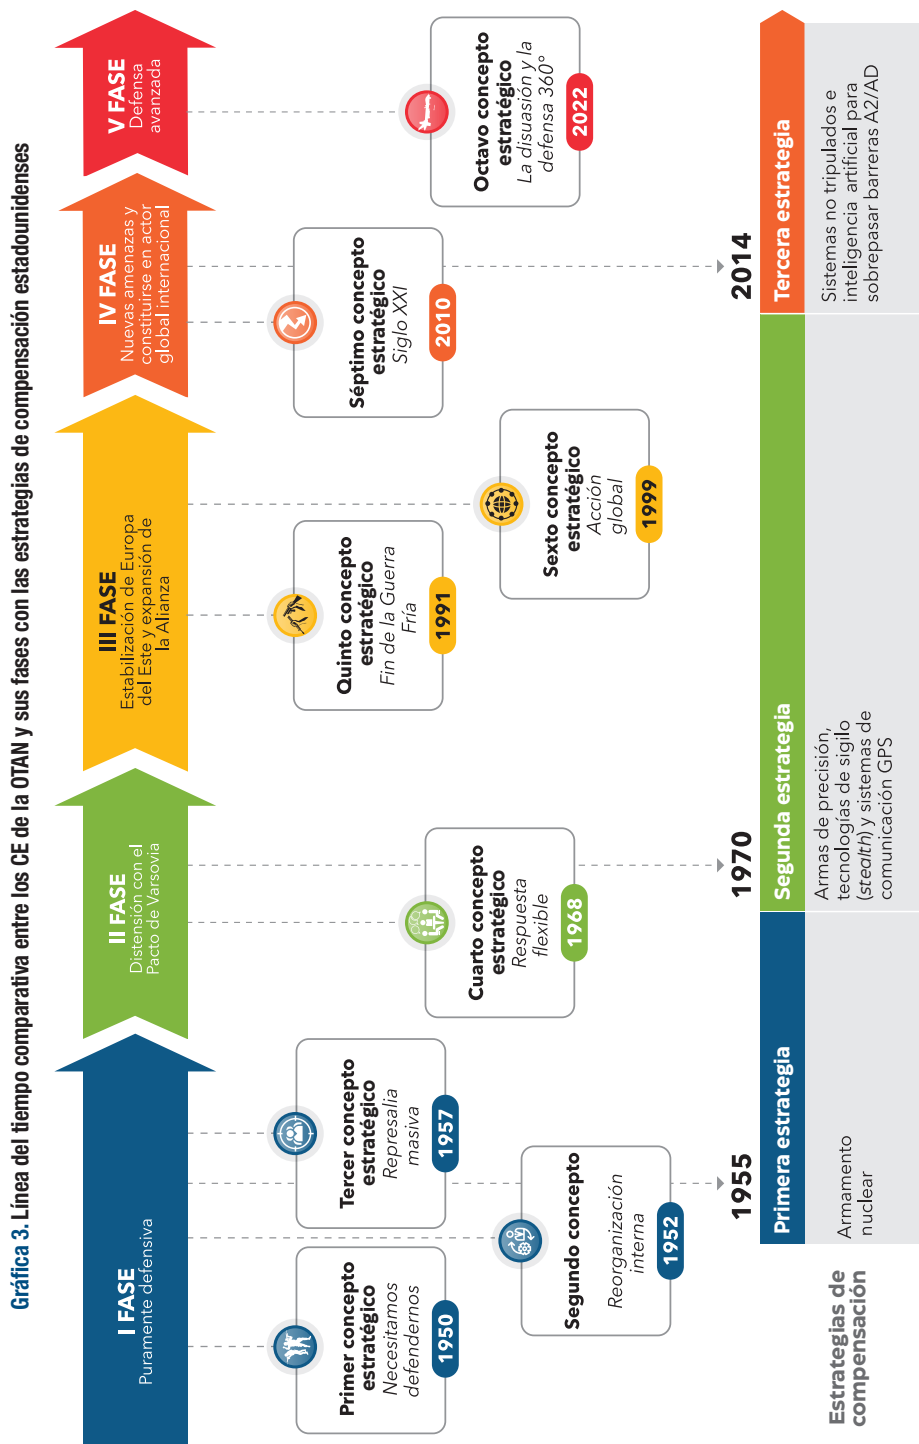 Gráfica 3. Línea del tiempo comparativa entre los CE de la OTAN y sus fases con las estrategias de compensación estadounidenses
I FASE
Puramente defensiva
II FASE
Distensión con el
Pacto de Varsovia
III FASE
Estabilización de Europa
del Este y expansión de
la Alianza
IV FASE
Nuevas amenazas y
constituirse en actor
global internacional
V FASE
Defensa
avanzada
Primer concepto
estratégico
Necesitamos
defendernos
1950
Segundo concepto
Reorganización
interna
1952
Tercer concepto
estratégico
Represalia
masiva
1957
Cuarto concepto
estratégico
Respuesta
flexible
1968
Quinto concepto
estratégico
Fin de la Guerra
Fría
1991
Sexto concepto
estratégico
Acción
global
1999
Séptimo concepto
estratégico
Siglo XXI
2010
Octavo concepto
estratégico
La disuasión y la
defensa 360°
2022
1955
1970
2014
Estrategias de
compensación
Primera estrategia
Armamento
nuclear
Segunda estrategia
Armas de precisión,
tecnologías de sigilo
(stealth) y sistemas de
comunicación GPS
Tercera estrategia
Sistemas no tripulados e
inteligencia artificial para
sobrepasar barreras A2/AD